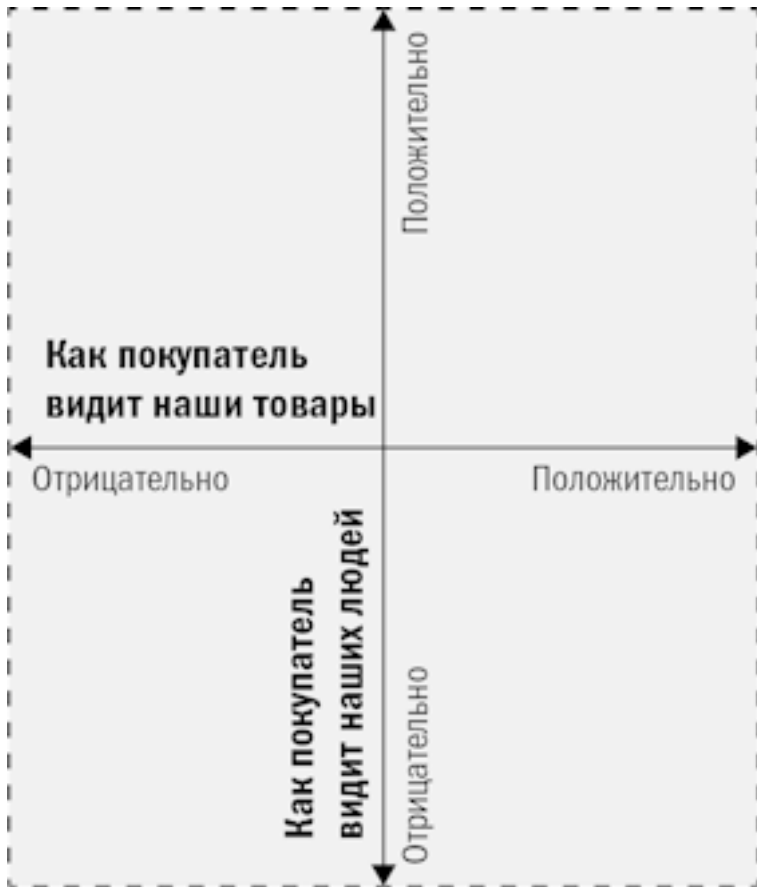 Положительно
Как покупатель
видит наши товары
Отрицательно
Положительно
Как покупатель
видит наших людей
Отрицательно